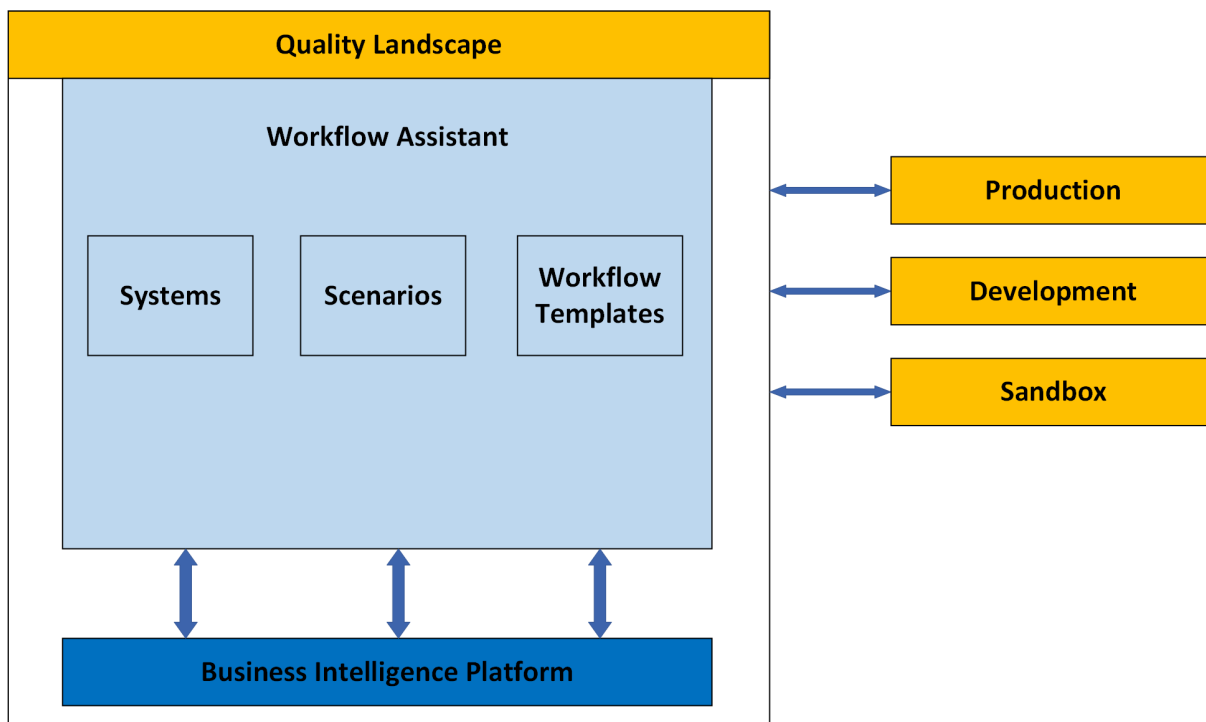 Quality Landscape
Workflow Assistant
Systems
Scenarios
Workflow
Templates
Production
Development
Sandbox
Business Intelligence Platform